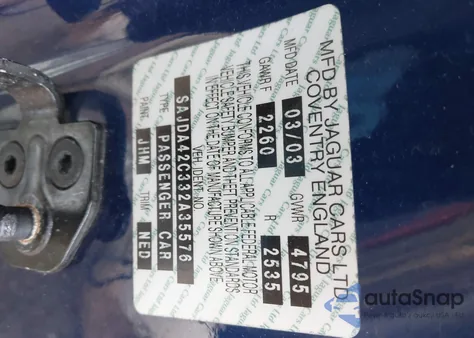 MFD BY JAGUAR CARS LTD
COVENTRY ENGLAND
MFD/DATE 03/03 GVWR 4795
GAWR F 2260 R 2535
THIS VEHICLE CONFORMS TO ALL APPLICABLE FEDERAL MOTOR
VEHICLE SAFETY, BUMPER AND THEFT PREVENTION STANDARDS
IN EFFECT ON THE DATE OF MANUFACTURE SHOWN ABOVE.
VEH. IDENT. NO.
SAJDA42C332A35576
TYPE PASSENGER CAR
PAINT JHM TRIM NED
autaSnap